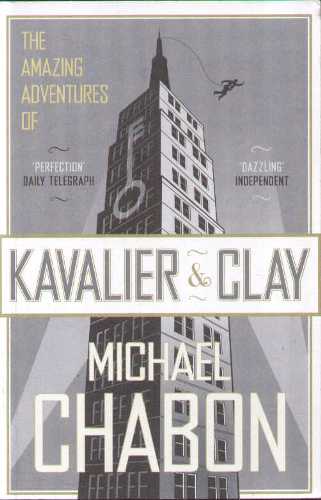 THE
AMAZING
ADVENTURES
OF
'PERFECTION'
DAILY TELEGRAPH
'DAZZLING'
INDEPENDENT
KAVALIER & CLAY
MICHAEL
CHABON